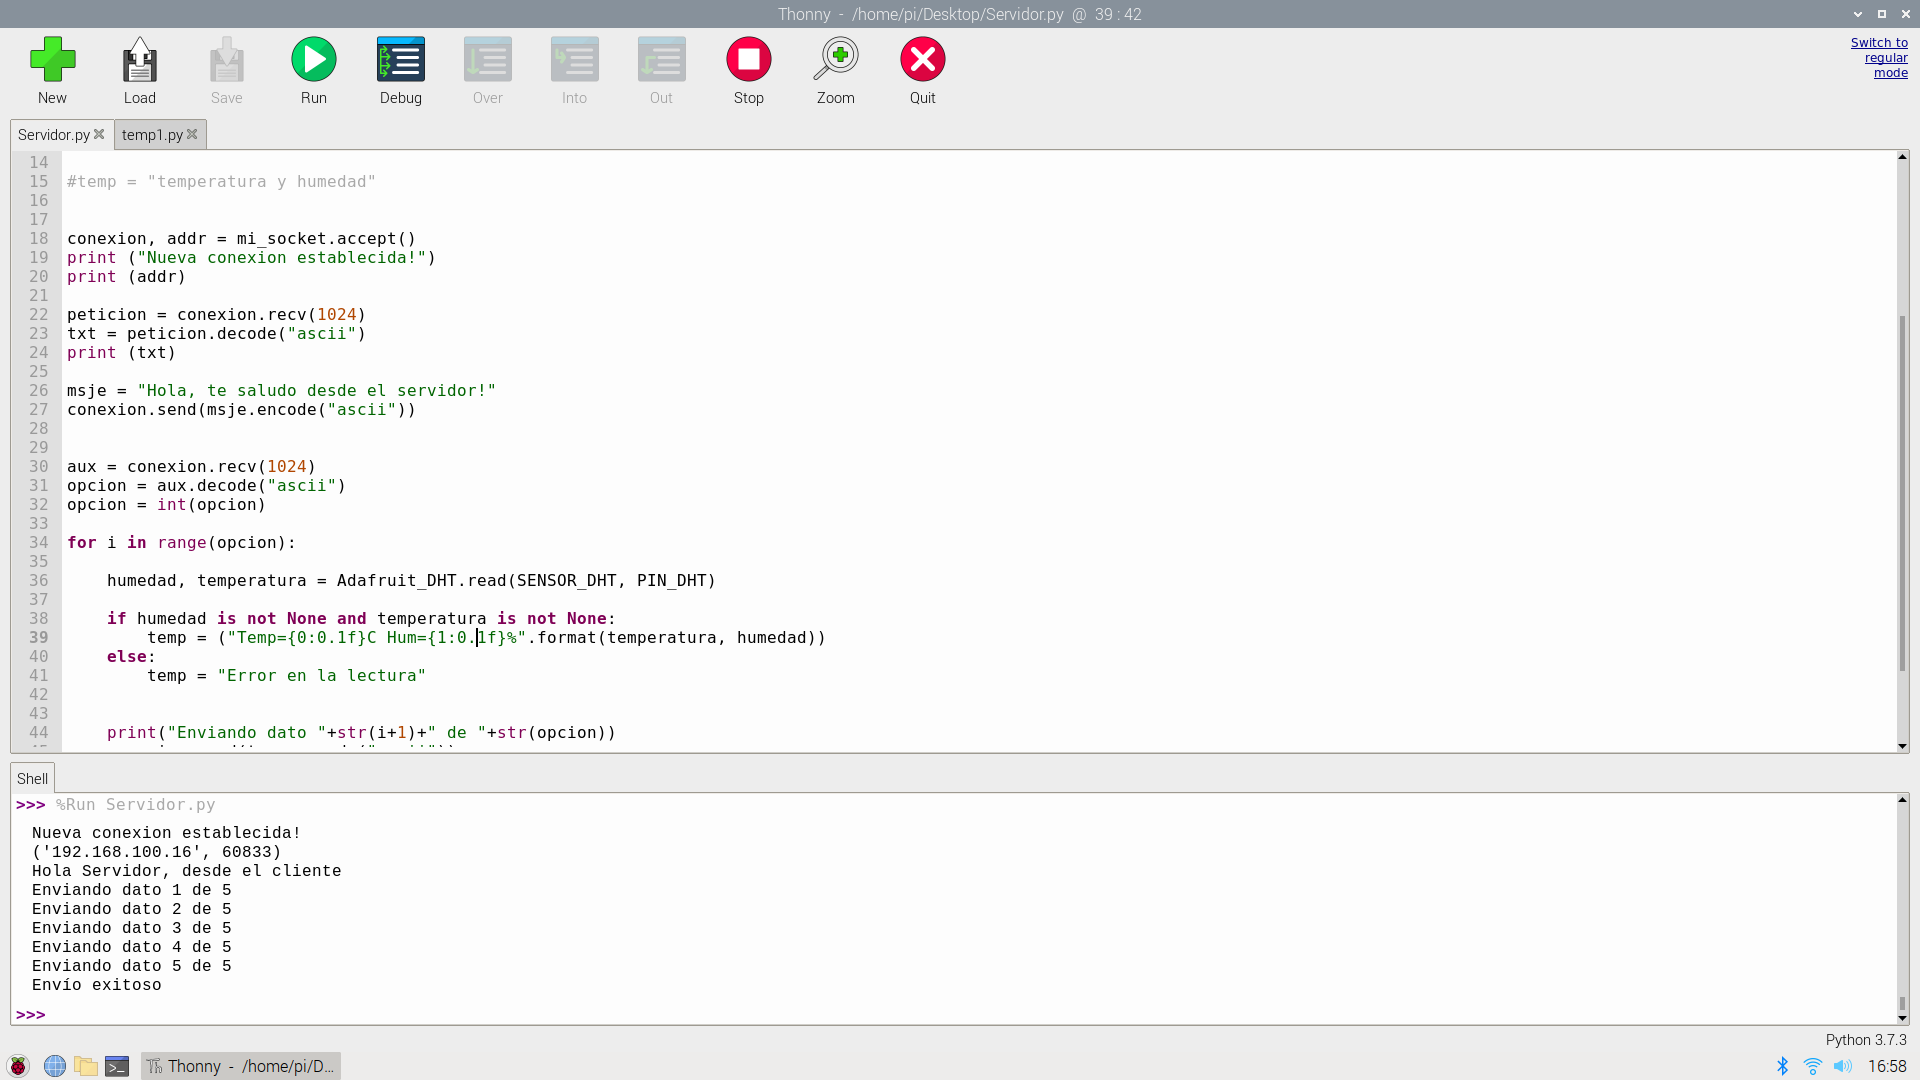 Thonny - /home/pi/Desktop/Servidor.py @ 39 : 42
New
Load
Save
Run
Debug
Over
Into
Out
Stop
Zoom
Quit
Switch to
regular
mode
Servidor.py
temp1.py
14
15 #temp = "temperatura y humedad"
16
17
18 conexion, addr = mi_socket.accept()
19 print ("Nueva conexion establecida!")
20 print (addr)
21
22 peticion = conexion.recv(1024)
23 txt = peticion.decode("ascii")
24 print (txt)
25
26 msje = "Hola, te saludo desde el servidor!"
27 conexion.send(msje.encode("ascii"))
28
29
30 aux = conexion.recv(1024)
31 opcion = aux.decode("ascii")
32 opcion = int(opcion)
33
34 for i in range(opcion):
35
36     humedad, temperatura = Adafruit_DHT.read(SENSOR_DHT, PIN_DHT)
37
38     if humedad is not None and temperatura is not None:
39         temp = ("Temp={0:0.1f}C Hum={1:0.1f}%".format(temperatura, humedad))
40     else:
41         temp = "Error en la lectura"
42
43
44     print("Enviando dato "+str(i+1)+" de "+str(opcion))
Shell
>>> %Run Servidor.py
Nueva conexion establecida!
('192.168.100.16', 60833)
Hola Servidor, desde el cliente
Enviando dato 1 de 5
Enviando dato 2 de 5
Enviando dato 3 de 5
Enviando dato 4 de 5
Enviando dato 5 de 5
Envío exitoso
>>>
Python 3.7.3
Thonny - /home/pi/D...
16:58